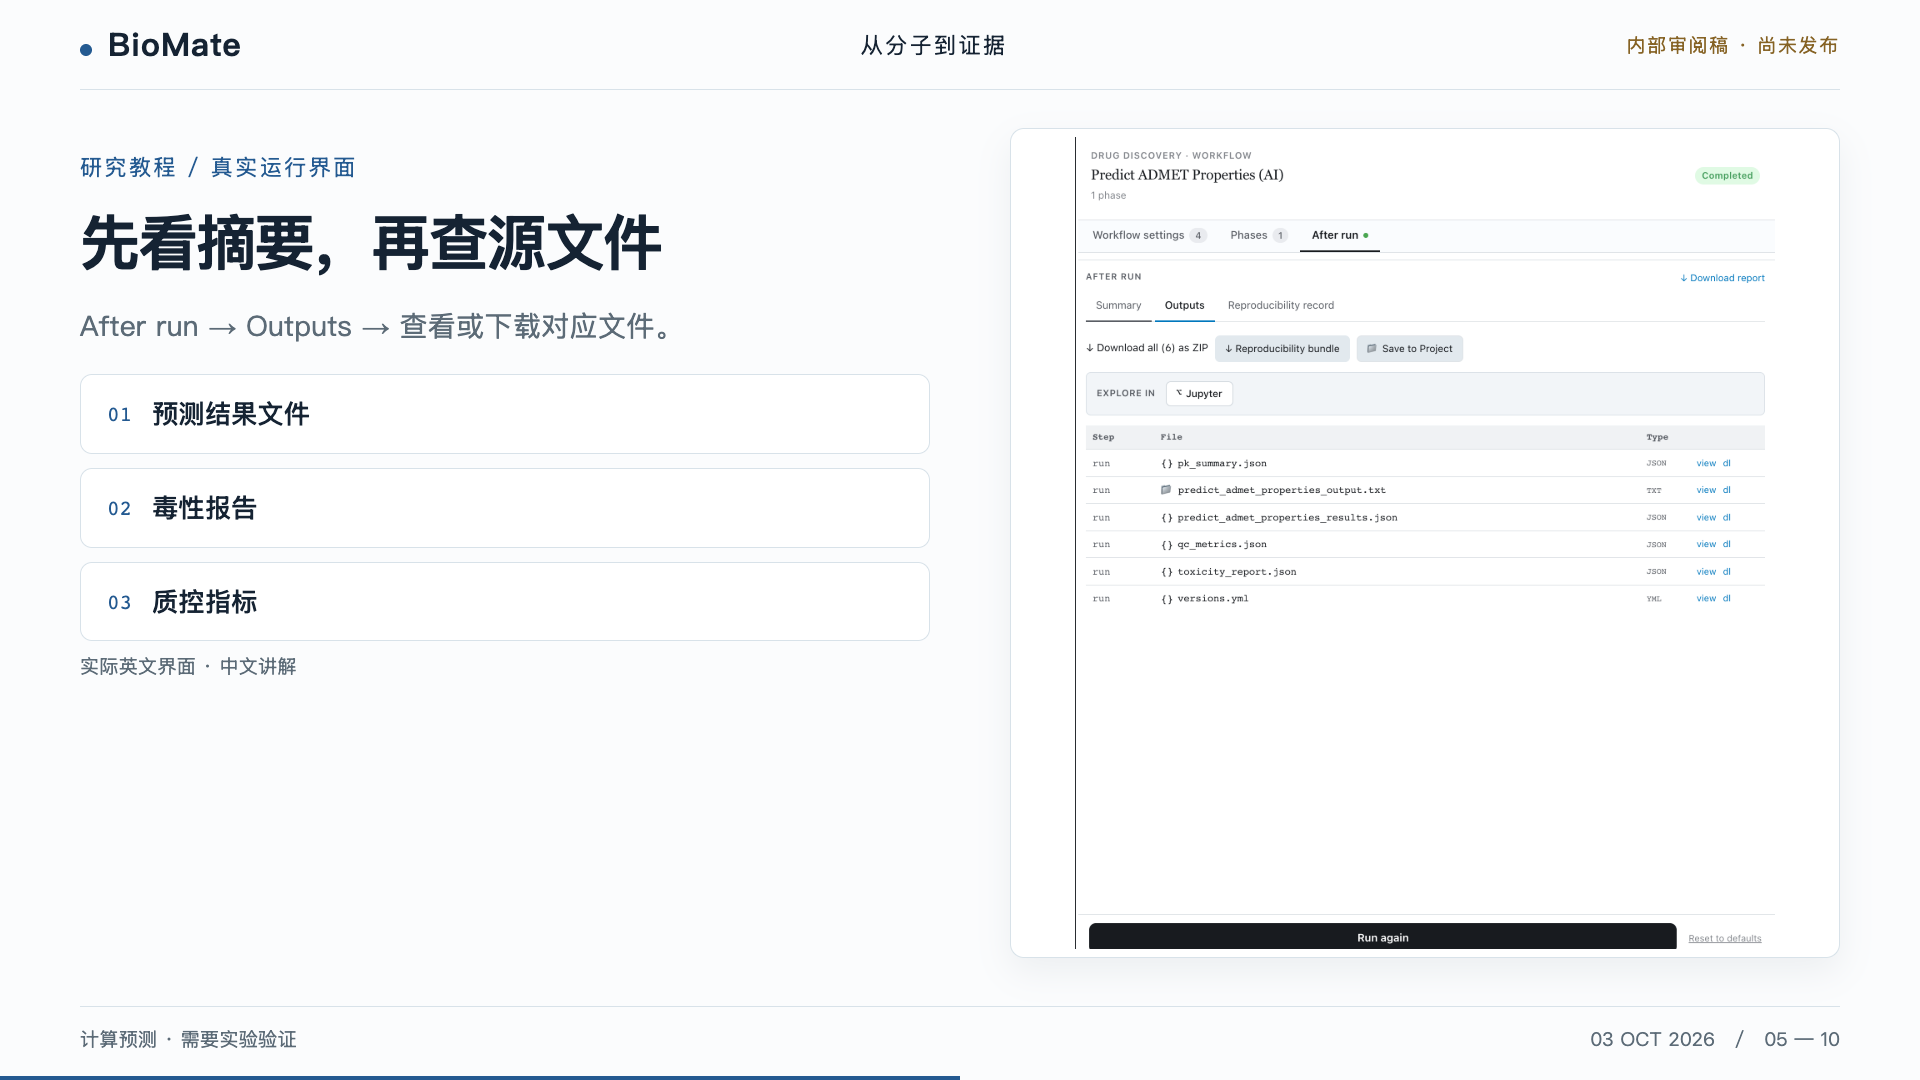 BioMate
从分子到证据
内部审阅稿 · 尚未发布
研究教程 / 真实运行界面
先看摘要，再查源文件
After run → Outputs → 查看或下载对应文件。
01 预测结果文件
02 毒性报告
03 质控指标
实际英文界面 · 中文讲解
DRUG DISCOVERY · WORKFLOW
Predict ADMET Properties (AI)
Completed
1 phase
Workflow settings 4 Phases 1 After run
AFTER RUN
↓ Download report
Summary Outputs Reproducibility record
↓ Download all (6) as ZIP ↓ Reproducibility bundle Save to Project
EXPLORE IN Jupyter
Step File Type
run {} pk_summary.json JSON view dl
run predict_admet_properties_output.txt TXT view dl
run {} predict_admet_properties_results.json JSON view dl
run {} qc_metrics.json JSON view dl
run {} toxicity_report.json JSON view dl
run {} versions.yml YML view dl
Run again Reset to defaults
计算预测 · 需要实验验证
03 OCT 2026 / 05 — 10